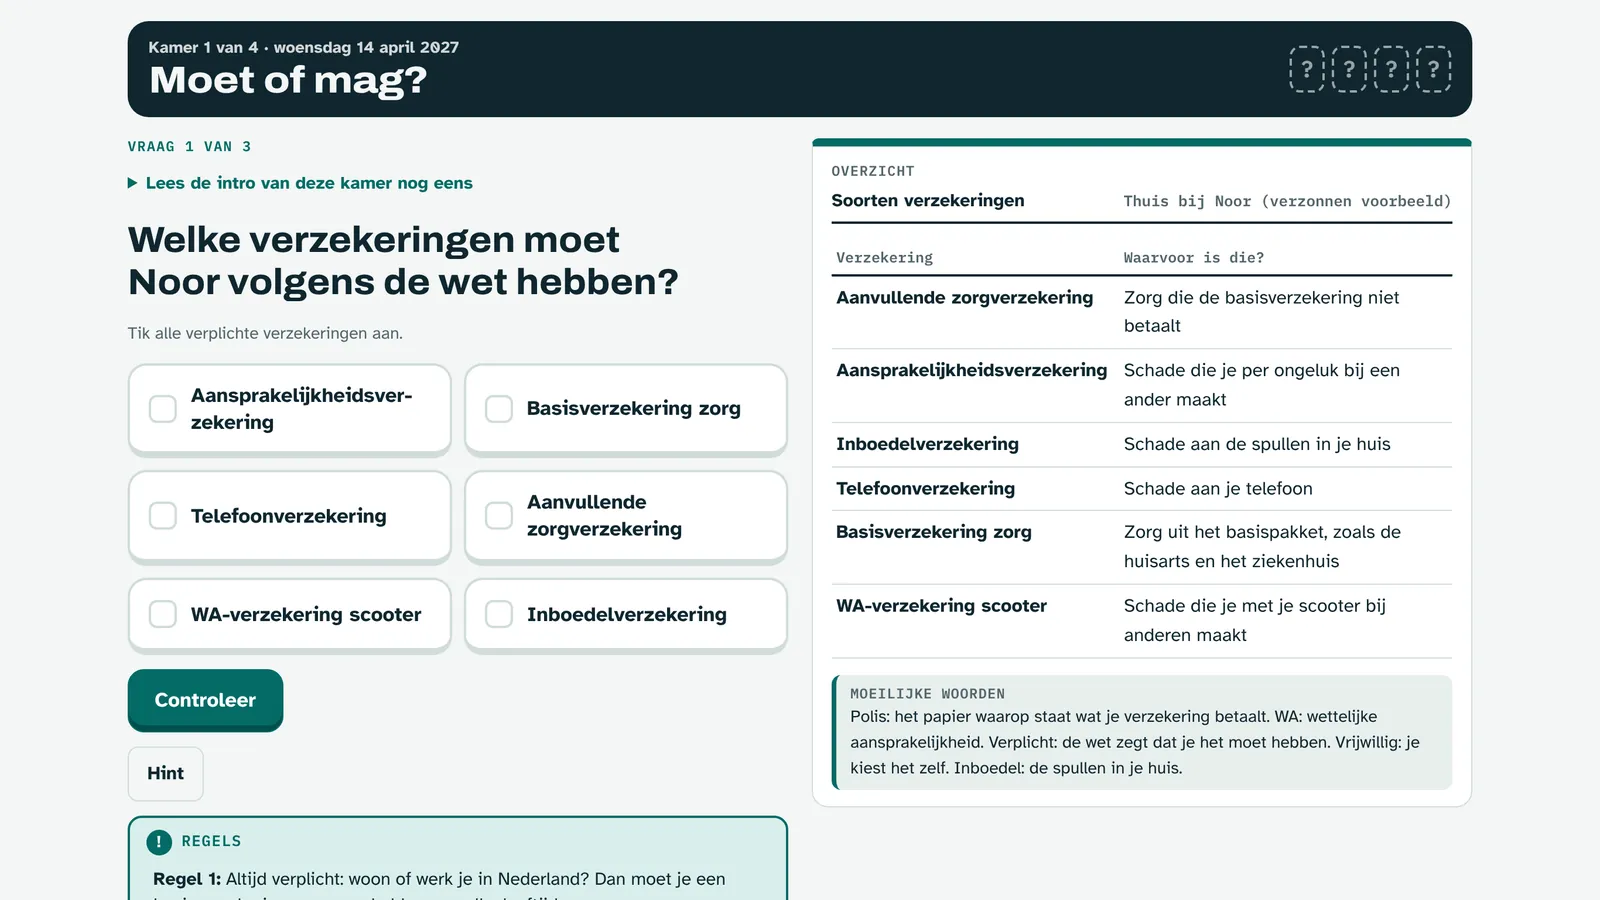 Kamer 1 van 4 · woensdag 14 april 2027
Moet of mag?
? ? ? ?
VRAAG 1 VAN 3
Lees de intro van deze kamer nog eens
Welke verzekeringen moet
Noor volgens de wet hebben?
Tik alle verplichte verzekeringen aan.
Aansprakelijkheidsver-
zekering
Basisverzekering zorg
Telefoonverzekering
Aanvullende
zorgverzekering
WA-verzekering scooter
Inboedelverzekering
Controleer
Hint
! REGELS
Regel 1: Altijd verplicht: woon of werk je in Nederland? Dan moet je een
OVERZICHT
Soorten verzekeringen
Thuis bij Noor (verzonnen voorbeeld)
Verzekering
Waarvoor is die?
Aanvullende zorgverzekering
Zorg die de basisverzekering niet
betaalt
Aansprakelijkheidsverzekering
Schade die je per ongeluk bij een
ander maakt
Inboedelverzekering
Schade aan de spullen in je huis
Telefoonverzekering
Schade aan je telefoon
Basisverzekering zorg
Zorg uit het basispakket, zoals de
huisarts en het ziekenhuis
WA-verzekering scooter
Schade die je met je scooter bij
anderen maakt
MOEILIJKE WOORDEN
Polis: het papier waarop staat wat je verzekering betaalt. WA: wettelijke
aansprakelijkheid. Verplicht: de wet zegt dat je het moet hebben. Vrijwillig: je
kiest het zelf. Inboedel: de spullen in je huis.